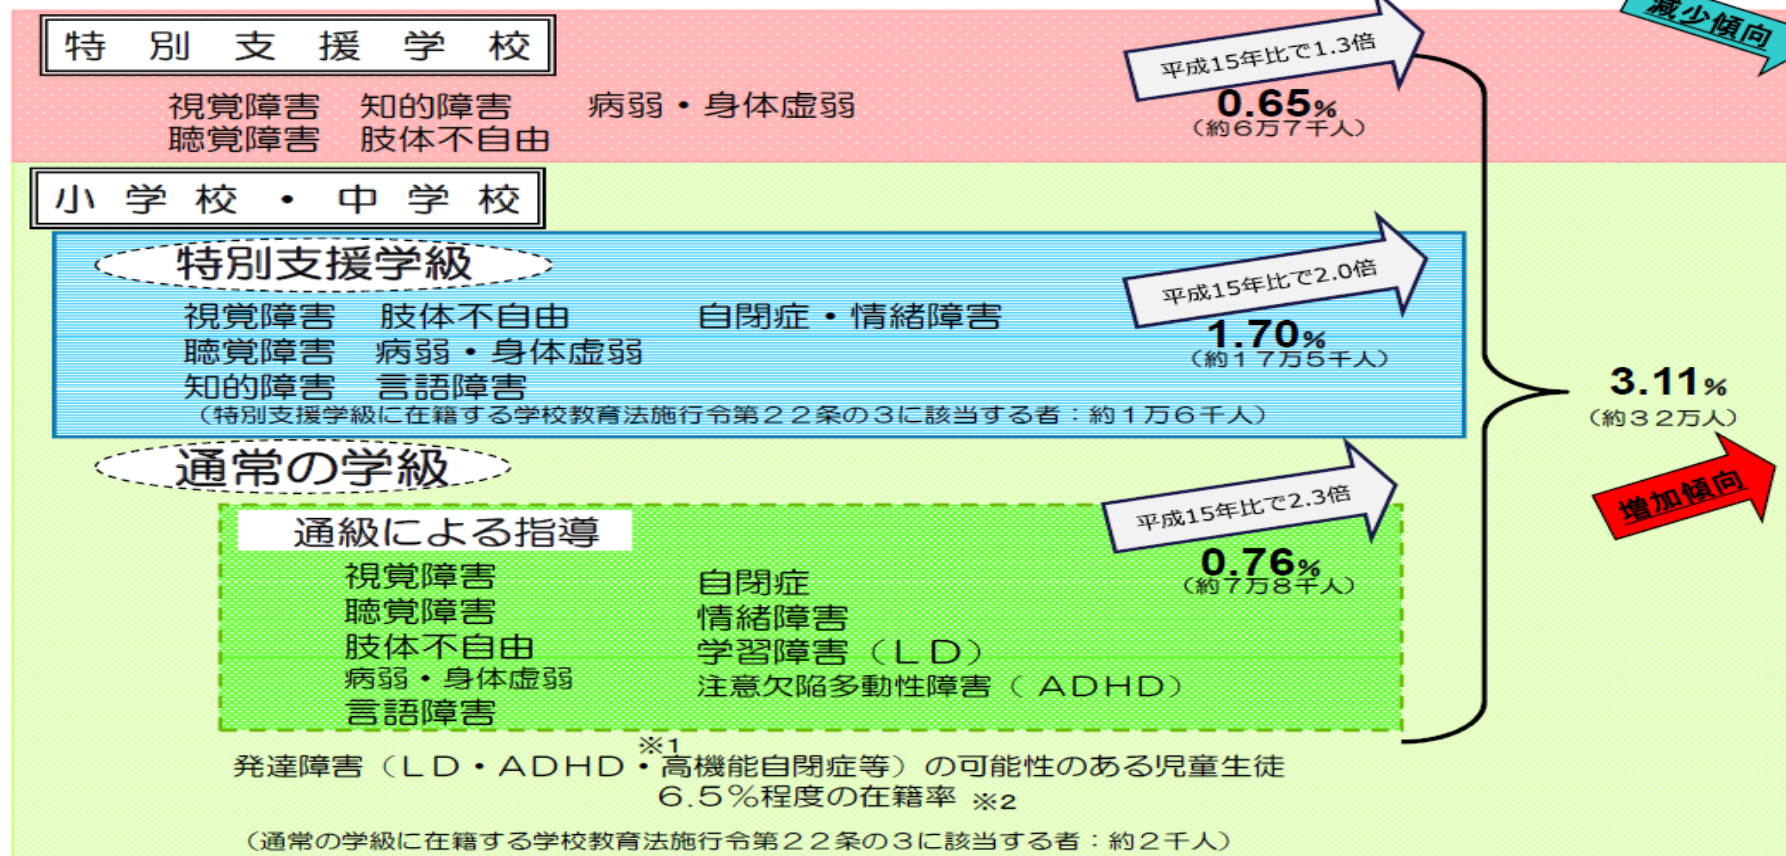 減少傾向
特別支援学校
平成15年比で1.3倍
視覚障害　知的障害　病弱・身体虚弱
0.65%
聴覚障害　肢体不自由
（約６万７千人）
小学校・中学校
特別支援学級
平成15年比で2.0倍
視覚障害　肢体不自由　自閉症・情緒障害
1.70%
聴覚障害　病弱・身体虚弱
（約１７万５千人）
知的障害　言語障害
（特別支援学級に在籍する学校教育法施行令第２２条の３に該当する者：約１万６千人）
3.11%
（約３２万人）
増加傾向
通常の学級
通級による指導
平成15年比で2.3倍
0.76%
（約７万８千人）
視覚障害
聴覚障害
肢体不自由
病弱・身体虚弱
言語障害
自閉症
情緒障害
学習障害（ＬＤ）
注意欠陥多動性障害（ＡＤＨＤ）
※1
発達障害（ＬＤ・ＡＤＨＤ・高機能自閉症等）の可能性のある児童生徒
６.５％程度の在籍率 ※2
（通常の学級に在籍する学校教育法施行令第２２条の３に該当する者：約２千人）